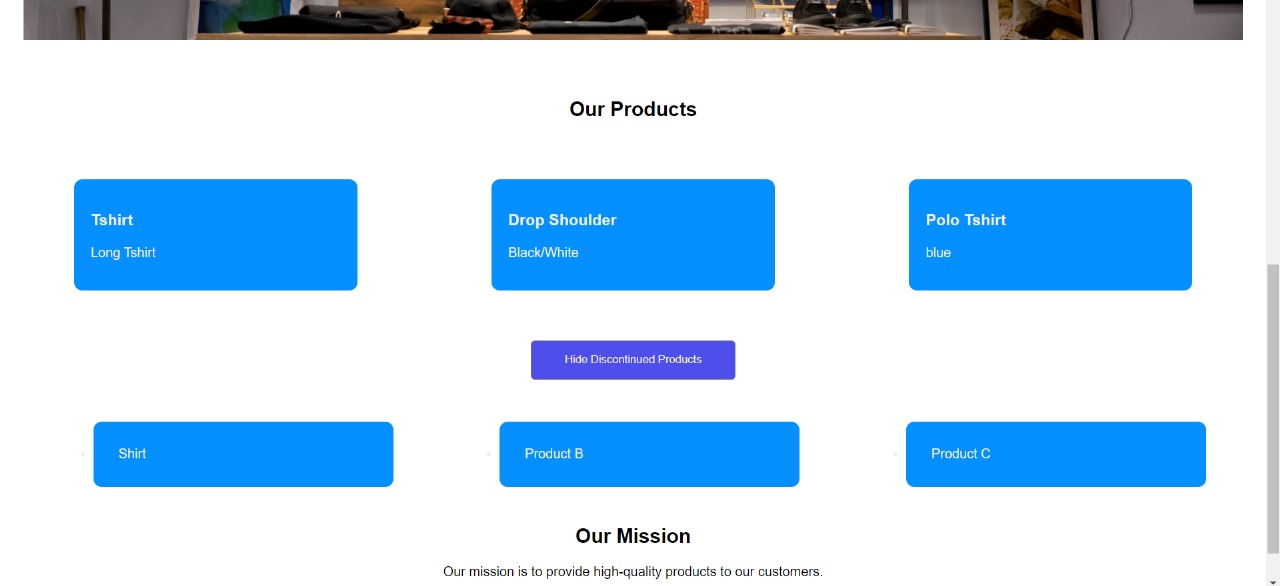 Our Products
Tshirt
Long Tshirt
Drop Shoulder
Black/White
Polo Tshirt
blue
Hide Discontinued Products
Shirt
Product B
Product C
Our Mission
Our mission is to provide high-quality products to our customers.